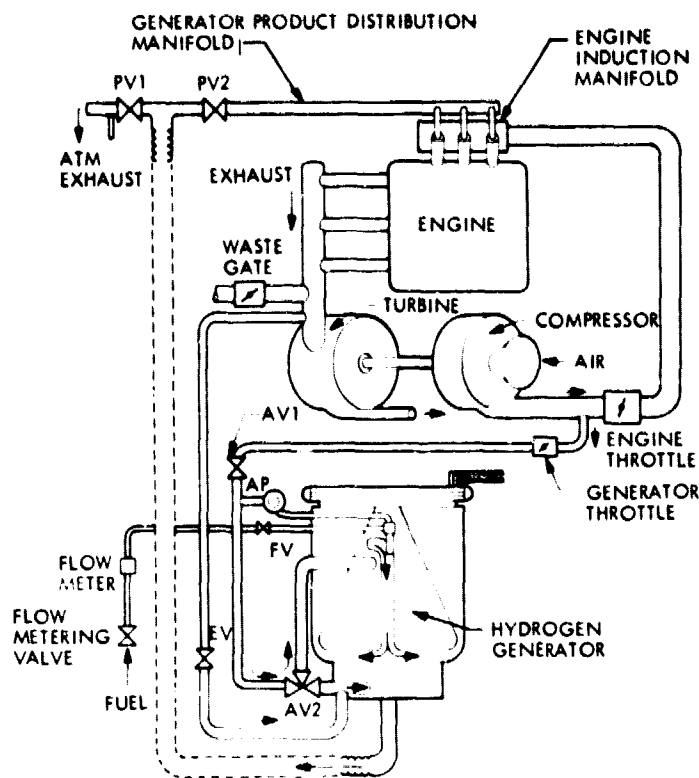 GENERATOR PRODUCT DISTRIBUTION
MANIFOLD
ENGINE
INDUCTION
MANIFOLD
PV1
PV2
ATM
EXHAUST
EXHAUST
ENGINE
WASTE
GATE
TURBINE
COMPRESSOR
AIR
AV1
ENGINE
THROTTLE
AP
GENERATOR
THROTTLE
FV
FLOW
METER
FLOW
METERING
VALVE
EV
HYDROGEN
GENERATOR
FUEL
AV2